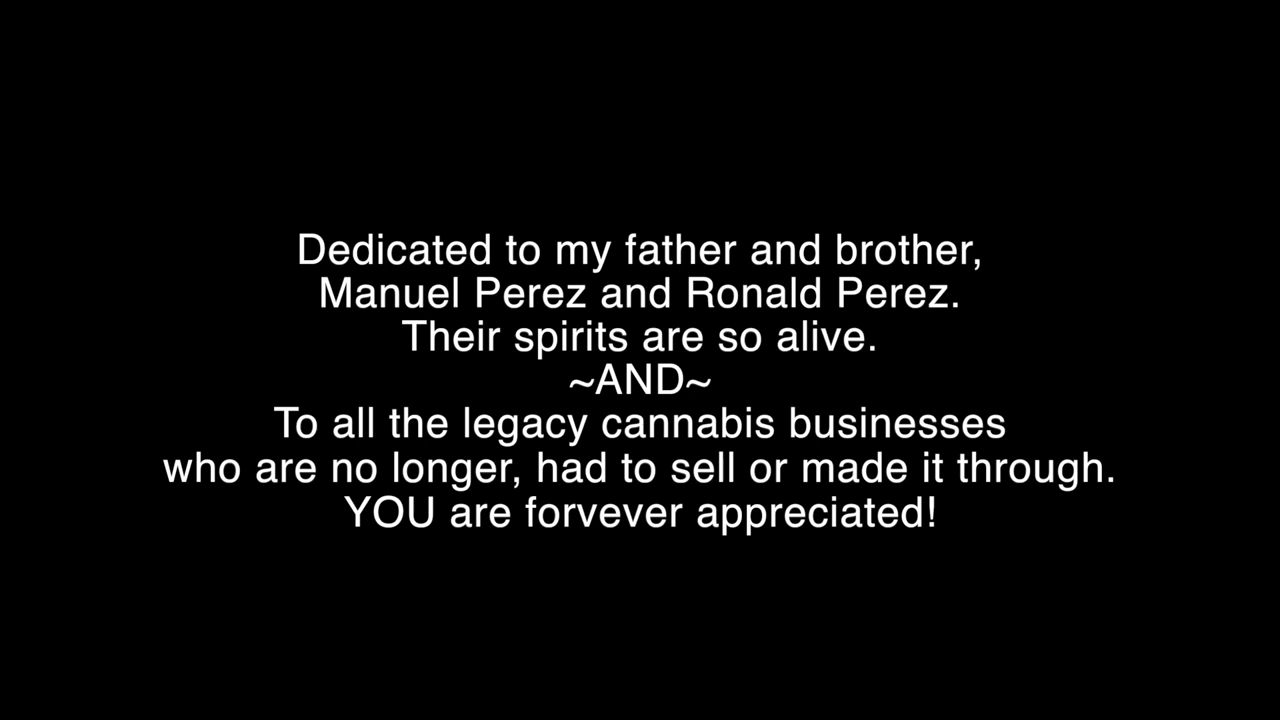 Dedicated to my father and brother,
Manuel Perez and Ronald Perez.
Their spirits are so alive.
~AND~
To all the legacy cannabis businesses
who are no longer, had to sell or made it through.
YOU are forvever appreciated!